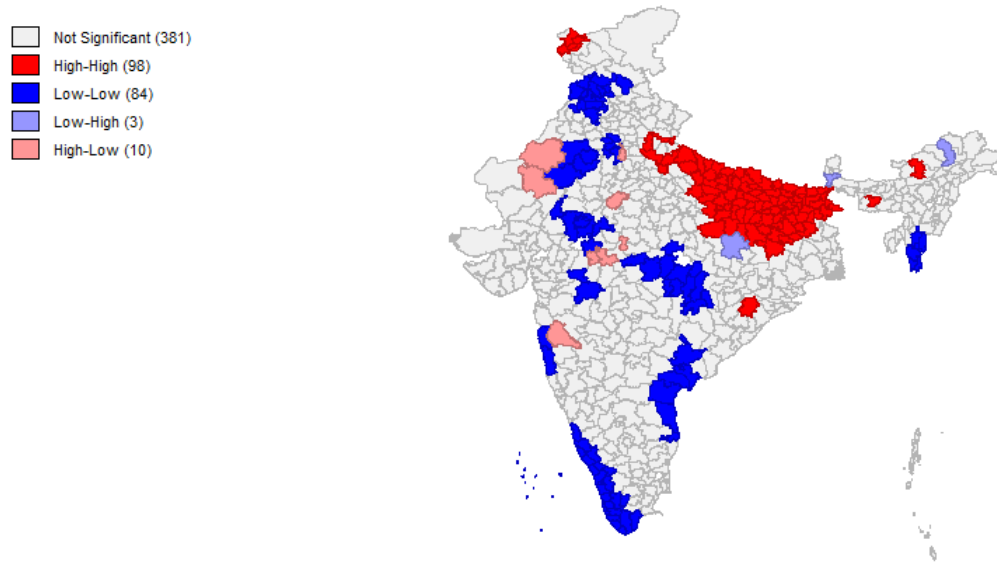 Not Significant (381)
High-High (98)
Low-Low (84)
Low-High (3)
High-Low (10)